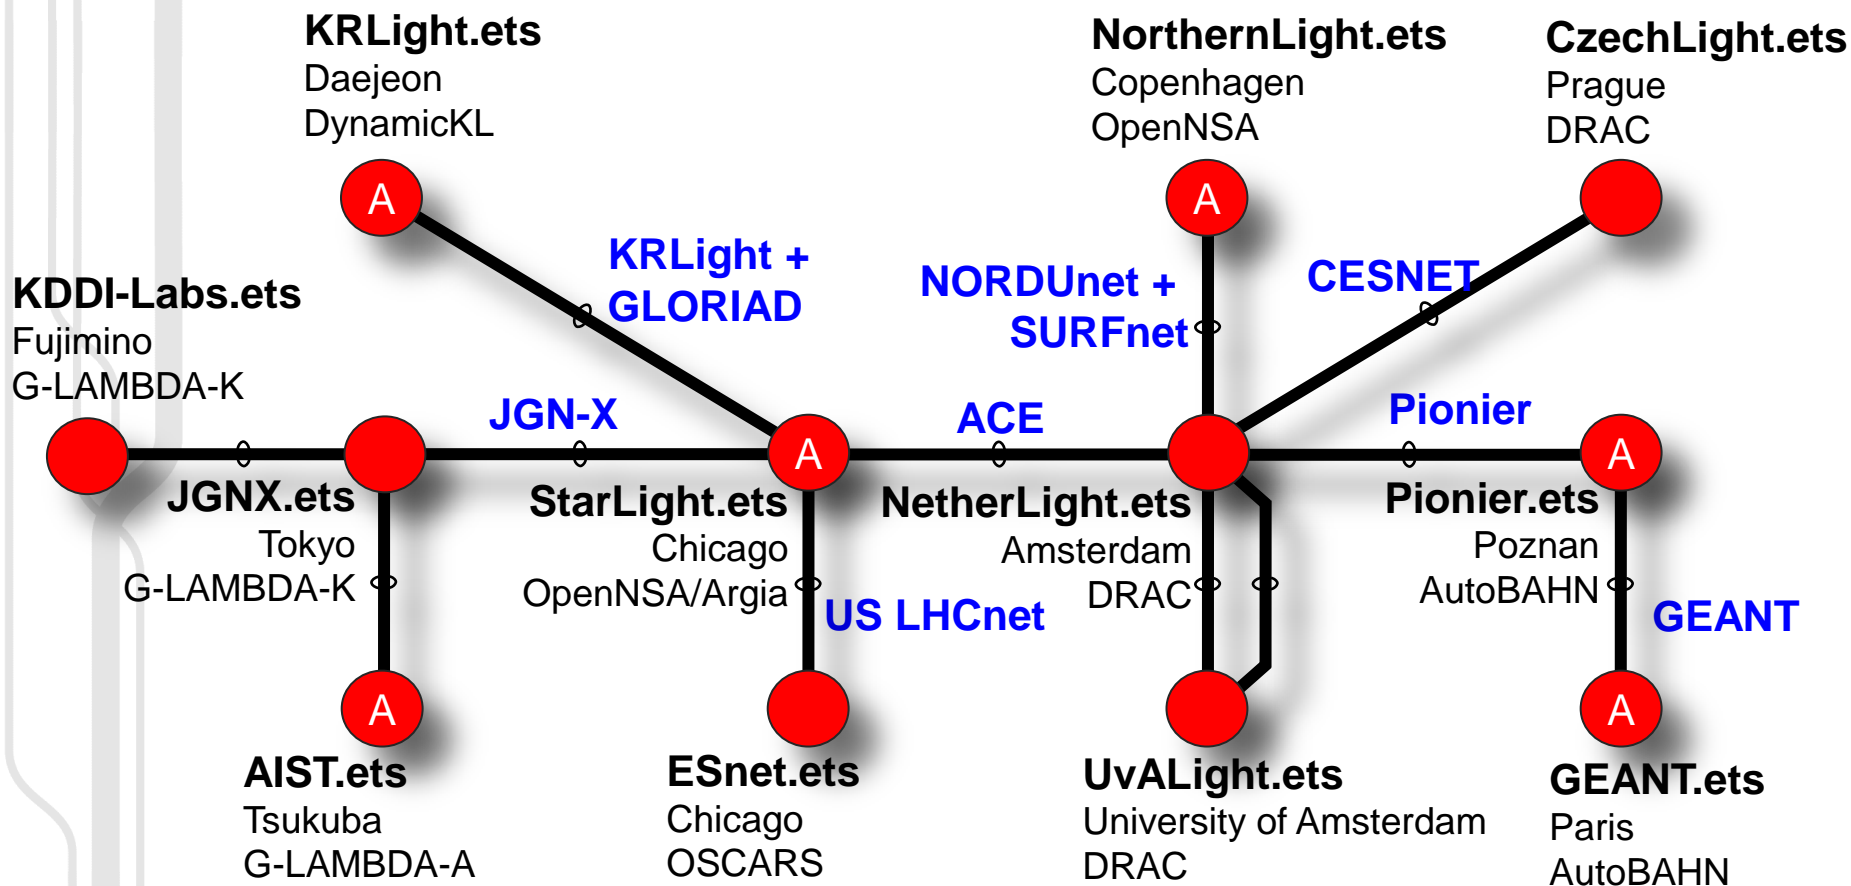 KRLight.ets
Daejeon
DynamicKL
A
NorthernLight.ets
Copenhagen
OpenNSA
A
CzechLight.ets
Prague
DRAC
KRLight +
GLORIAD
NORDUnet +
SURFnet
CESNET
KDDI-Labs.ets
Fujimino
G-LAMBDA-K
JGN-X
ACE
Pionier
A
A
JGNX.ets
Tokyo
G-LAMBDA-K
StarLight.ets
Chicago
OpenNSA/Argia
US LHCnet
NetherLight.ets
Amsterdam
DRAC
Pionier.ets
Poznan
AutoBAHN
GEANT
A
AIST.ets
Tsukuba
G-LAMBDA-A
ESnet.ets
Chicago
OSCARS
UvALight.ets
University of Amsterdam
DRAC
A
GEANT.ets
Paris
AutoBAHN